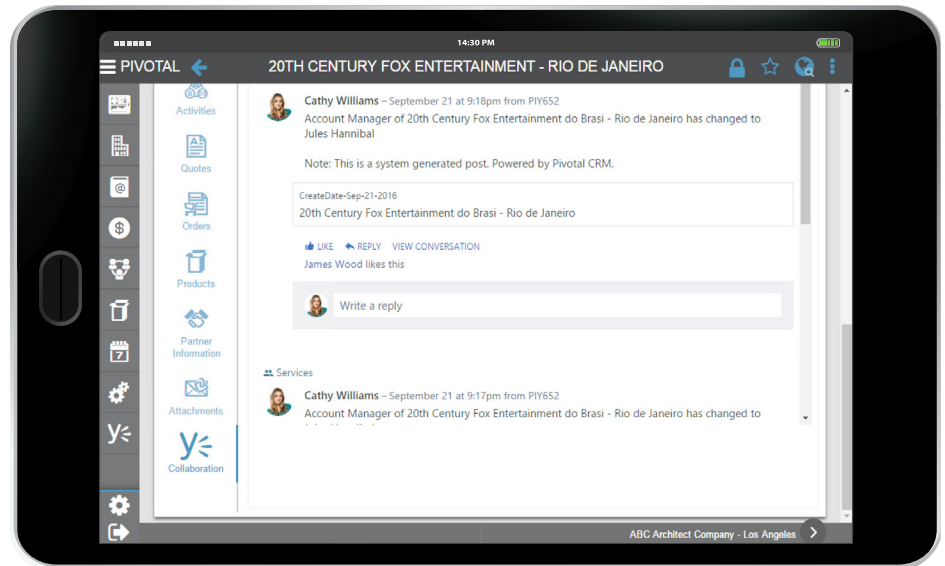 14:30 PM
PIVOTAL
20TH CENTURY FOX ENTERTAINMENT - RIO DE JANEIRO
Activities
Quotes
Orders
Products
Partner
Information
Attachments
Collaboration
Cathy Williams – September 21 at 9:18pm from PIY652
Account Manager of 20th Century Fox Entertainment do Brasi - Rio de Janeiro has changed to
Jules Hannibal
Note: This is a system generated post. Powered by Pivotal CRM.
CreateDate-Sep-21-2016
20th Century Fox Entertainment do Brasi - Rio de Janeiro
LIKE REPLY VIEW CONVERSATION
James Wood likes this
Write a reply
Services
Cathy Williams – September 21 at 9:17pm from PIY652
Account Manager of 20th Century Fox Entertainment do Brasi - Rio de Janeiro has changed to
ABC Architect Company - Los Angeles